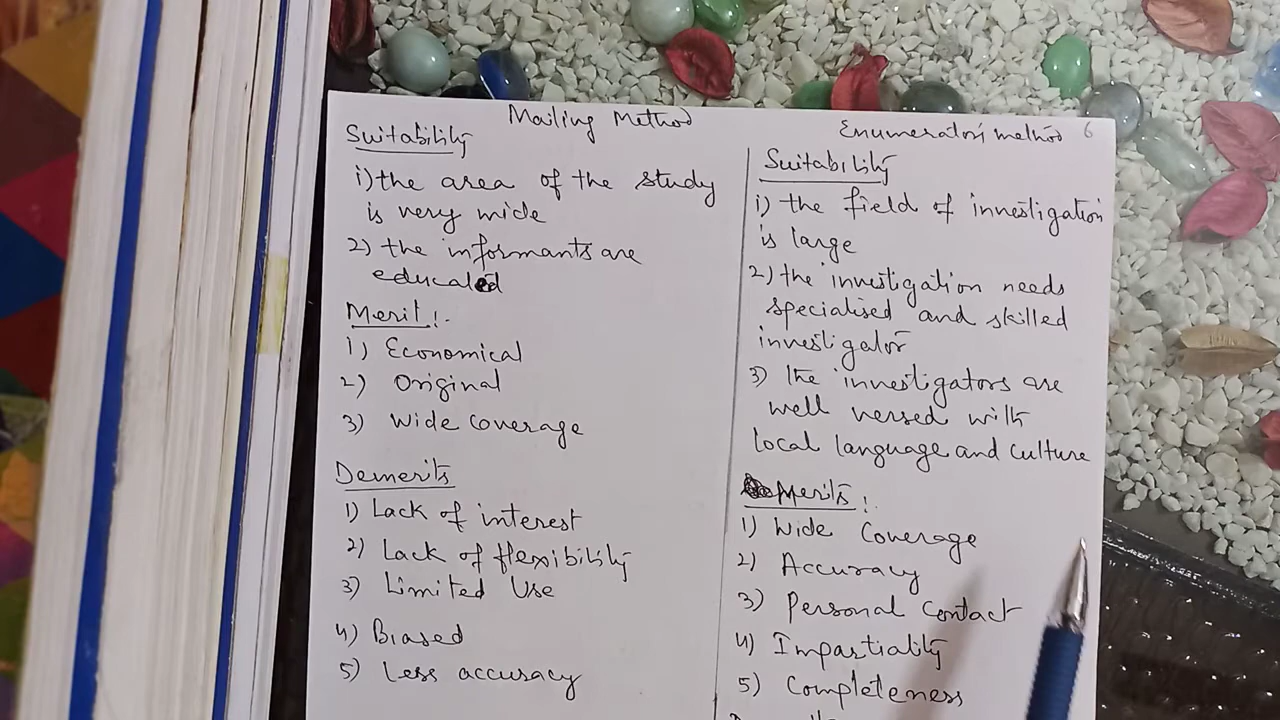 Mailing Method
Suitability
1) the area of the study
is very wide
2) the informants are
educated
Merit:-
1) Economical
2) Original
3) Wide coverage
Demerits
1) Lack of interest
2) Lack of flexibility
3) Limited Use
4) Biased
5) Less accuracy
Enumerator's method 6
Suitability
1) the field of investigation
is large
2) the investigation needs
specialised and skilled
investigator
3) the investigators are
well versed with
local language and culture
Merits:-
1) Wide Coverage
2) Accuracy
3) Personal Contact
4) Impartiality
5) Completeness